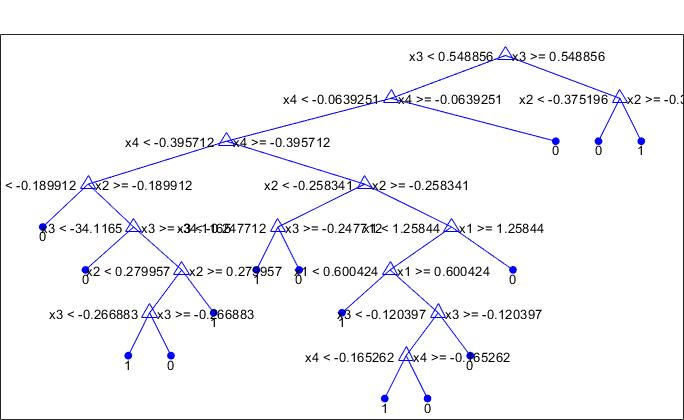 x3 < 0.548856 x3 >= 0.548856
x4 < -0.0639251 x4 >= -0.0639251 x2 < -0.375196 x2 >= -0.3
x4 < -0.395712 x4 >= -0.395712 0 0 1
< -0.189912 x2 >= -0.189912 x2 < -0.258341 x2 >= -0.258341
0 x3 < -34.1165 x3 >= -34.1165 x3 < -0.247712 x3 >= -0.247712 x1 < 1.25844 x1 >= 1.25844
0 x2 < 0.279957 x2 >= 0.279957 1 0 x1 < 0.600424 x1 >= 0.600424 0
x3 < -0.266883 x3 >= -0.266883 1 1 x3 < -0.120397 x3 >= -0.120397
1 0 x4 < -0.165262 x4 >= -0.165262 0
1 0